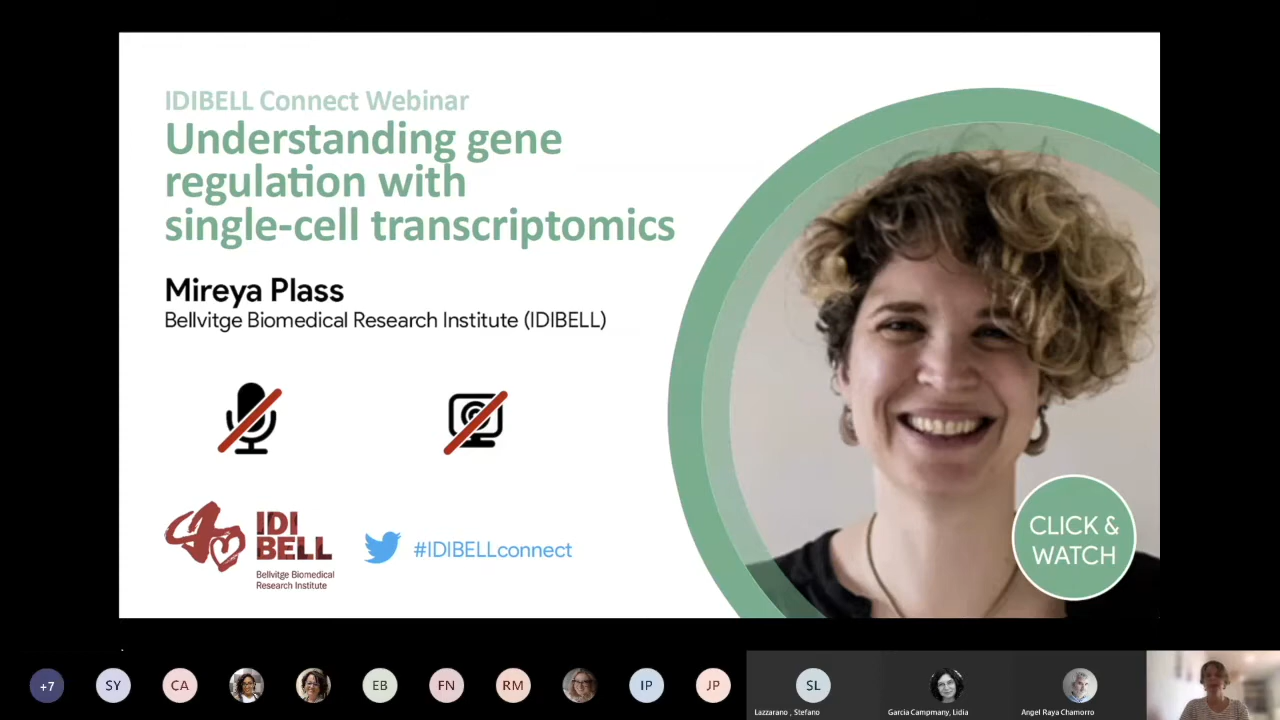 IDIBELL Connect Webinar
Understanding gene
regulation with
single-cell transcriptomics
Mireya Plass
Bellvitge Biomedical Research Institute (IDIBELL)
IDI
BELL
Bellvitge Biomedical
Research Institute
#IDIBELLconnect
CLICK &
WATCH
+7
SY
CA
EB
FN
RM
IP
JP
SL
Lazzarano , Stefano
Garcia Campmany, Lidia
Angel Raya Chamorro